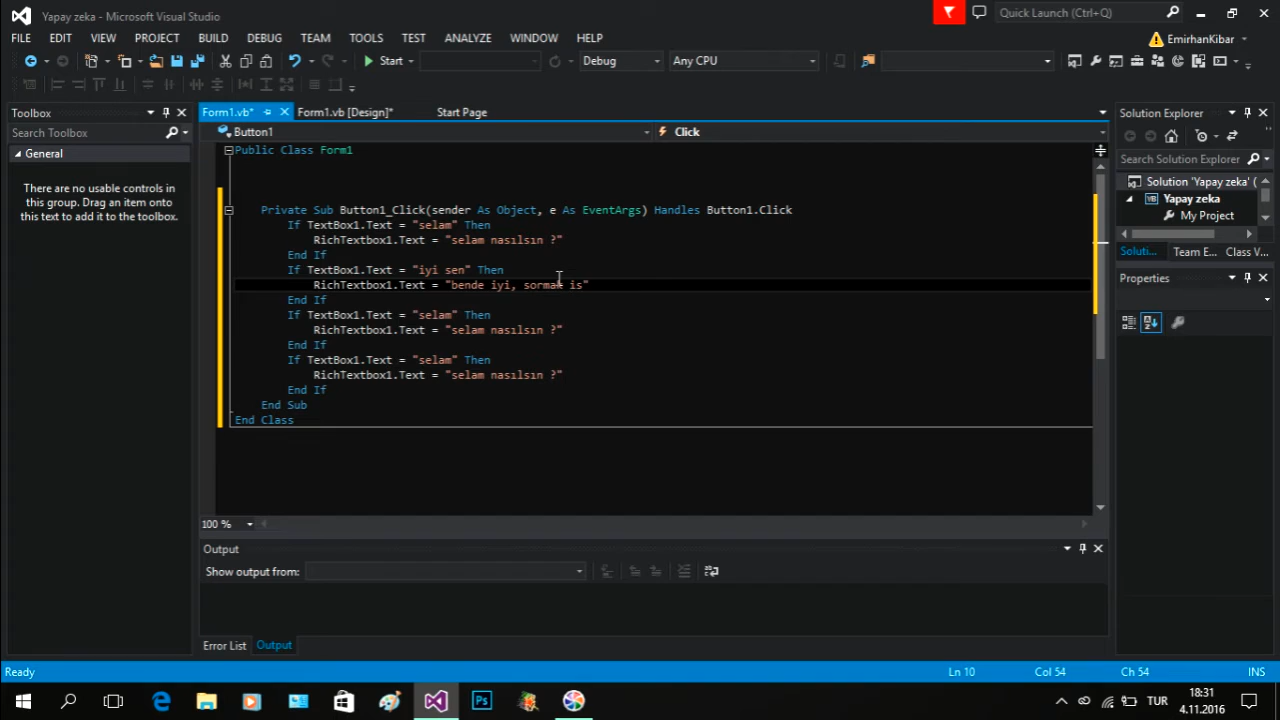 Yapay zeka - Microsoft Visual Studio
Quick Launch (Ctrl+Q)
FILE EDIT VIEW PROJECT BUILD DEBUG TEAM TOOLS TEST ANALYZE WINDOW HELP
EmirhanKibar
Start Debug Any CPU
Toolbox
Search Toolbox
General
There are no usable controls in
this group. Drag an item onto
this text to add it to the toolbox.
Form1.vb* Form1.vb [Design]* Start Page
Button1 Click
Public Class Form1
Private Sub Button1_Click(sender As Object, e As EventArgs) Handles Button1.Click
If TextBox1.Text = "selam" Then
RichTextbox1.Text = "selam nasılsın ?"
End If
If TextBox1.Text = "iyi sen" Then
RichTextbox1.Text = "bende iyi, sormak is"
End If
If TextBox1.Text = "selam" Then
RichTextbox1.Text = "selam nasılsın ?"
End If
If TextBox1.Text = "selam" Then
RichTextbox1.Text = "selam nasılsın ?"
End If
End Sub
End Class
100 %
Output
Show output from:
Error List Output
Solution Explorer
Search Solution Explorer
Solution 'Yapay zeka' (
VB Yapay zeka
My Project
Soluti... Team E... Class V...
Properties
Ready Ln 10 Col 54 Ch 54 INS
Ps
TUR
18:31
4.11.2016